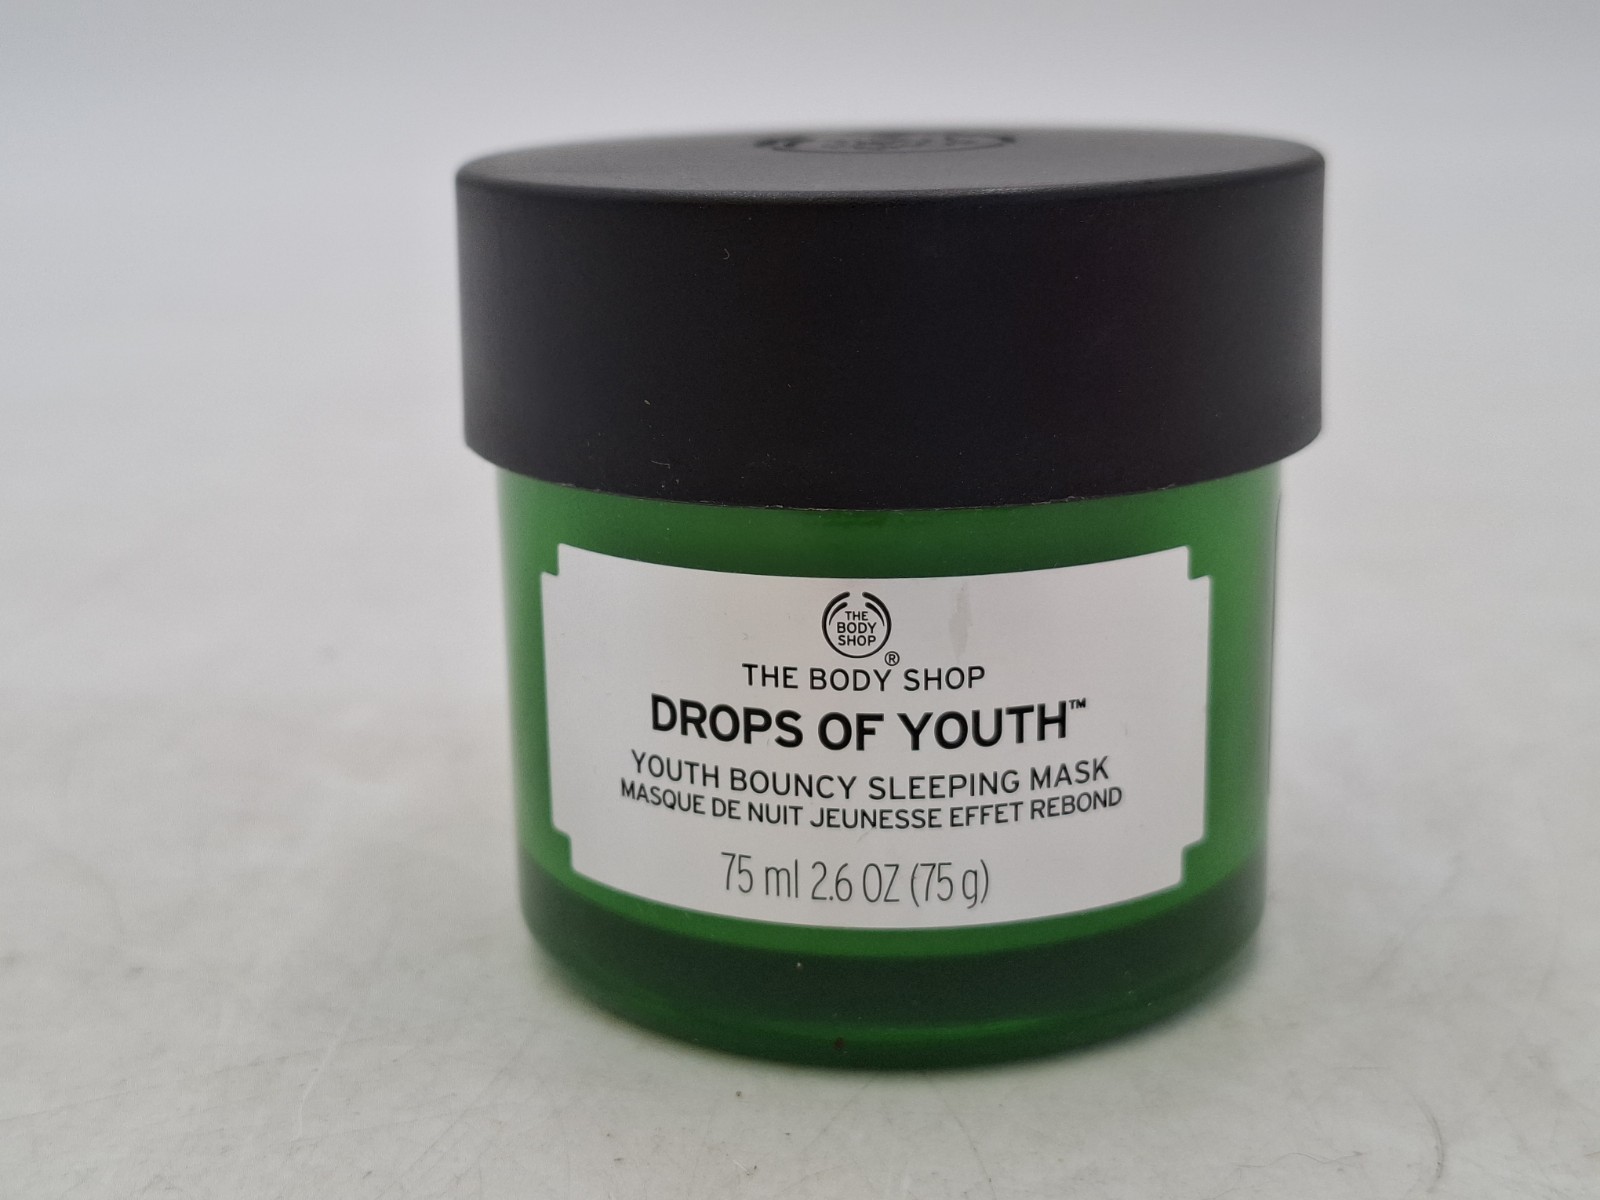 THE
BODY
SHOP
®
THE BODY SHOP
DROPS OF YOUTH™
YOUTH BOUNCY SLEEPING MASK
MASQUE DE NUIT JEUNESSE EFFET REBOND
75 ml 2.6 OZ (75 g)